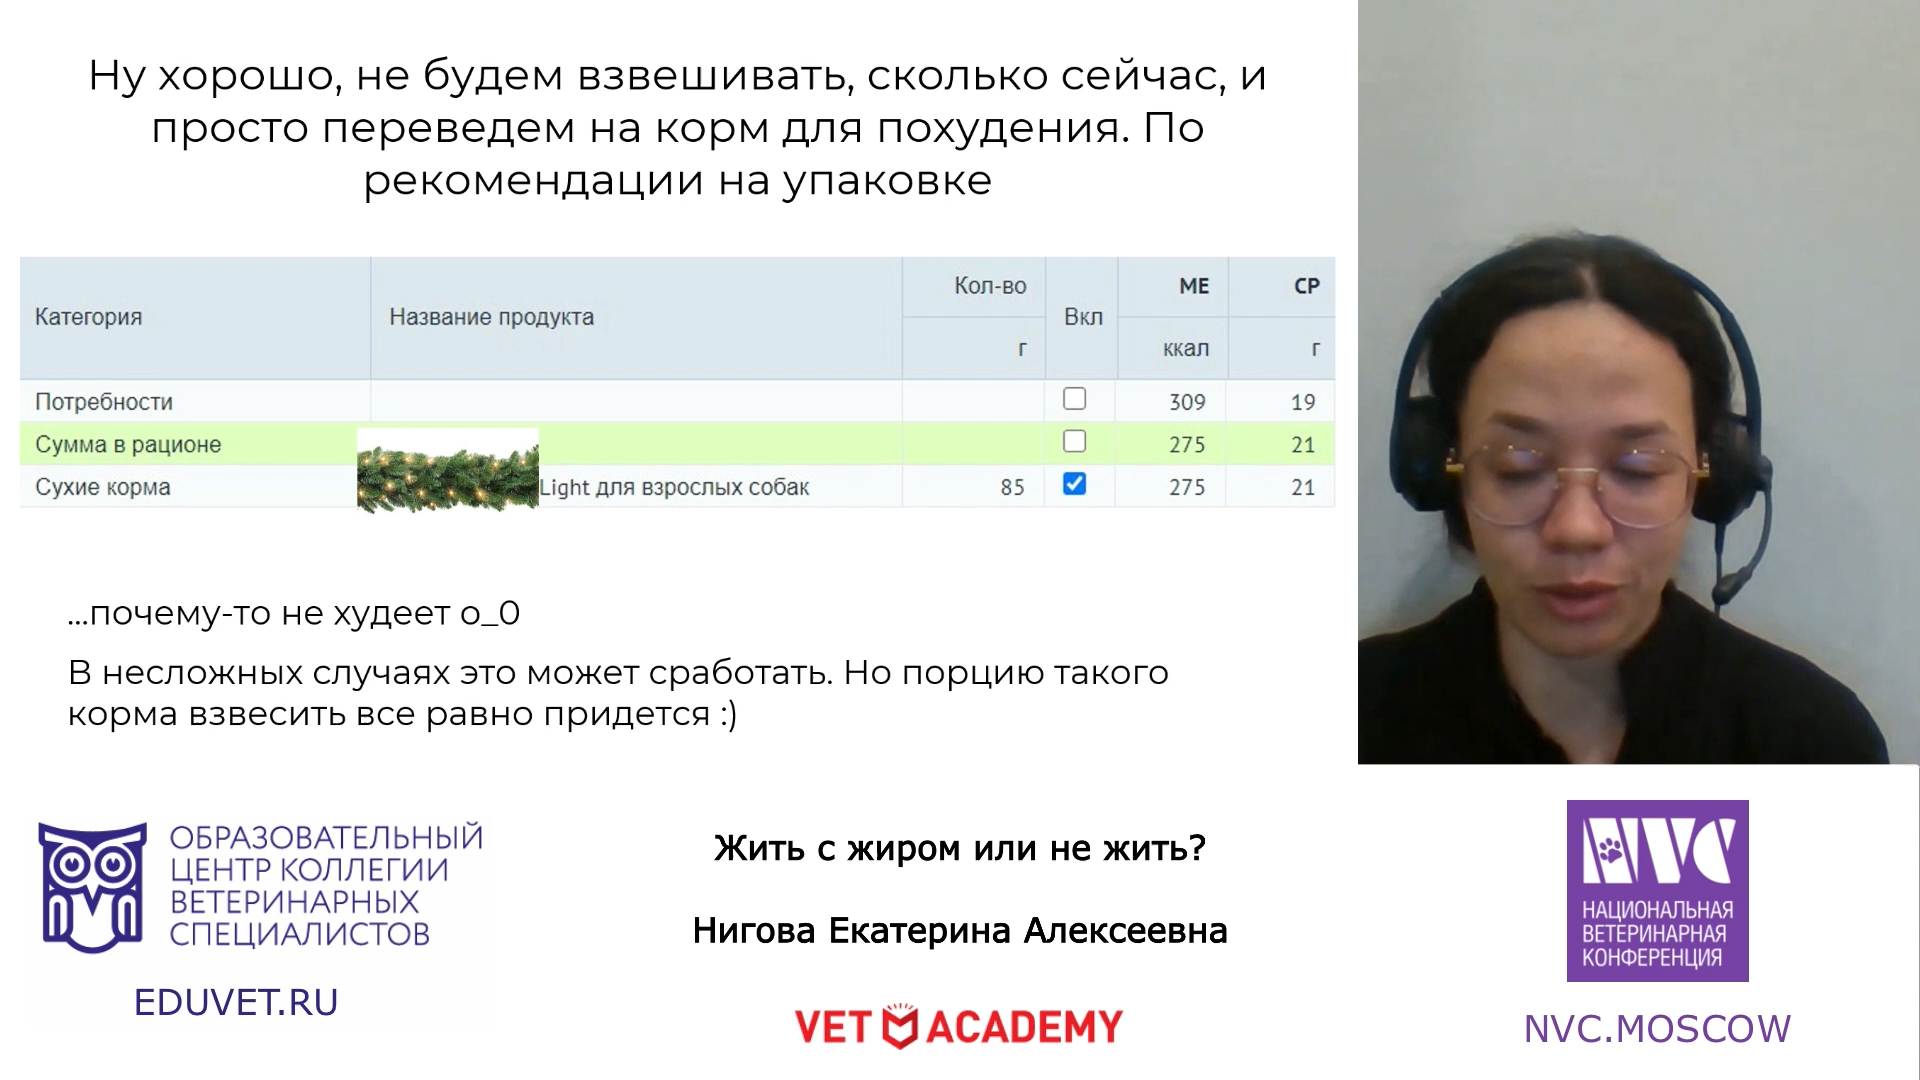 Ну хорошо, не будем взвешивать, сколько сейчас, и
просто переведем на корм для похудения. По
рекомендации на упаковке
Категория Название продукта Кол-во Вкл ME CP
г ккал г
Потребности 309 19
Сумма в рационе 275 21
Сухие корма Light для взрослых собак 85 275 21
...почему-то не худеет о_0
В несложных случаях это может сработать. Но порцию такого
корма взвесить все равно придется :)
ОБРАЗОВАТЕЛЬНЫЙ
ЦЕНТР КОЛЛЕГИИ
ВЕТЕРИНАРНЫХ
СПЕЦИАЛИСТОВ
EDUVET.RU
Жить с жиром или не жить?
Нигова Екатерина Алексеевна
VET ACADEMY
NVC
НАЦИОНАЛЬНАЯ
ВЕТЕРИНАРНАЯ
КОНФЕРЕНЦИЯ
NVC.MOSCOW